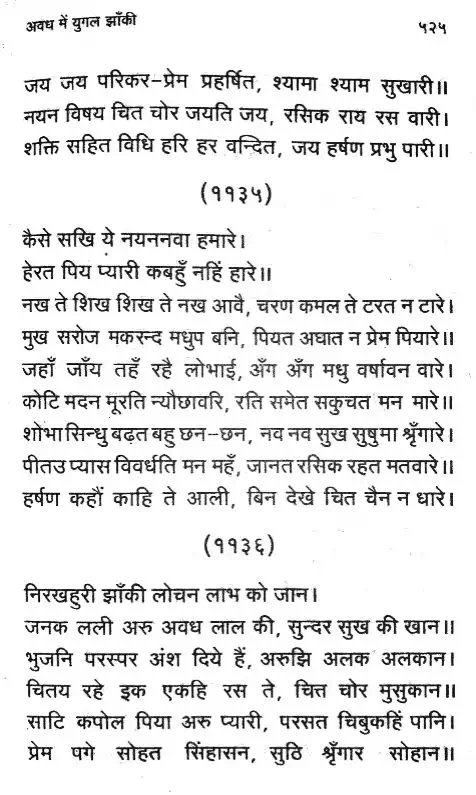 अवध में युगल झाँकी
५२५
जय जय परिकर-प्रेम प्रहर्षित, श्यामा श्याम सुखारी॥
नयन विषय चित चोर जयति जय, रसिक राय रस वारी।
शक्ति सहित विधि हरि हर वन्दित, जय हर्षण प्रभु पारी॥
(११३५)
कैसे सखि ये नयननवा हमारे।
हेरत पिय प्यारी कबहुँ नहिं हारे॥
नख ते शिख शिख ते नख आवै, चरण कमल ते टरत न टारे।
मुख सरोज मकरन्द मधुप बनि, पियत अघात न प्रेम पियारे॥
जहाँ जाँय तहँ रहै लोभाई, अँग अँग मधु वर्षावन वारे।
कोटि मदन मूरति न्यौछावरि, रति समेत सकुचत मन मारे॥
शोभा सिन्धु बढ़त बहु छन-छन, नव नव सुख सुषुमा श्रृँगारे।
पीतउ प्यास विवर्धति मन महँ, जानत रसिक रहत मतवारे॥
हर्षण कहौं काहि ते आली, बिन देखे चित चैन न धारे।
(११३६)
निरखहुरी झाँकी लोचन लाभ को जान।
जनक लली अरु अवध लाल की, सुन्दर सुख की खान॥
भुजनि परस्पर अंश दिये हैं, अरुझि अलक अलकान।
चितय रहे इक एकहि रस ते, चित्त चोर मुसुकान॥
साटि कपोल पिया अरु प्यारी, परसत चिबुकहिं पानि।
प्रेम पगे सोहत सिंहासन, सुठि श्रृँगार सोहान॥